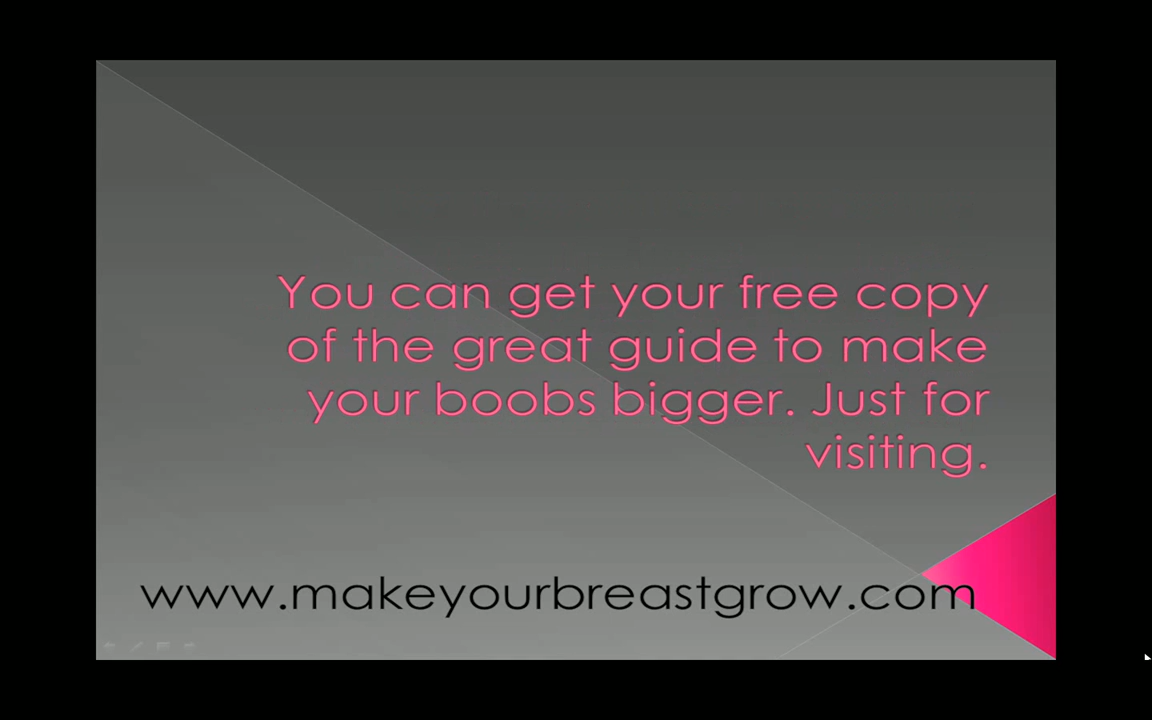 You can get your free copy
of the great guide to make
your boobs bigger. Just for
visiting.
www.makeyourbreastgrow.com